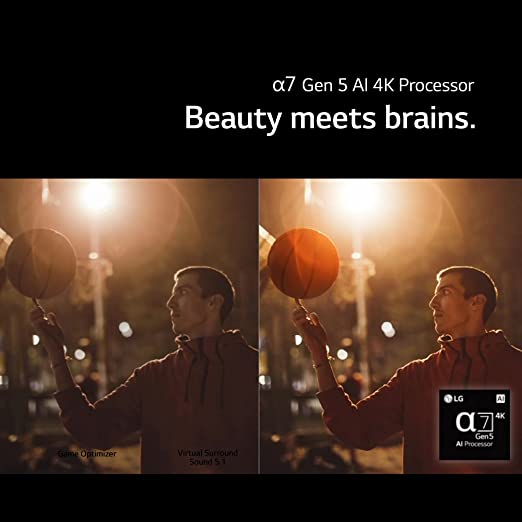 α7 Gen 5 AI 4K Processor
Beauty meets brains.
Game Optimizer
Virtual Surround
Sound 5.1
LG AI
α7 4K
Gen5
AI Processor